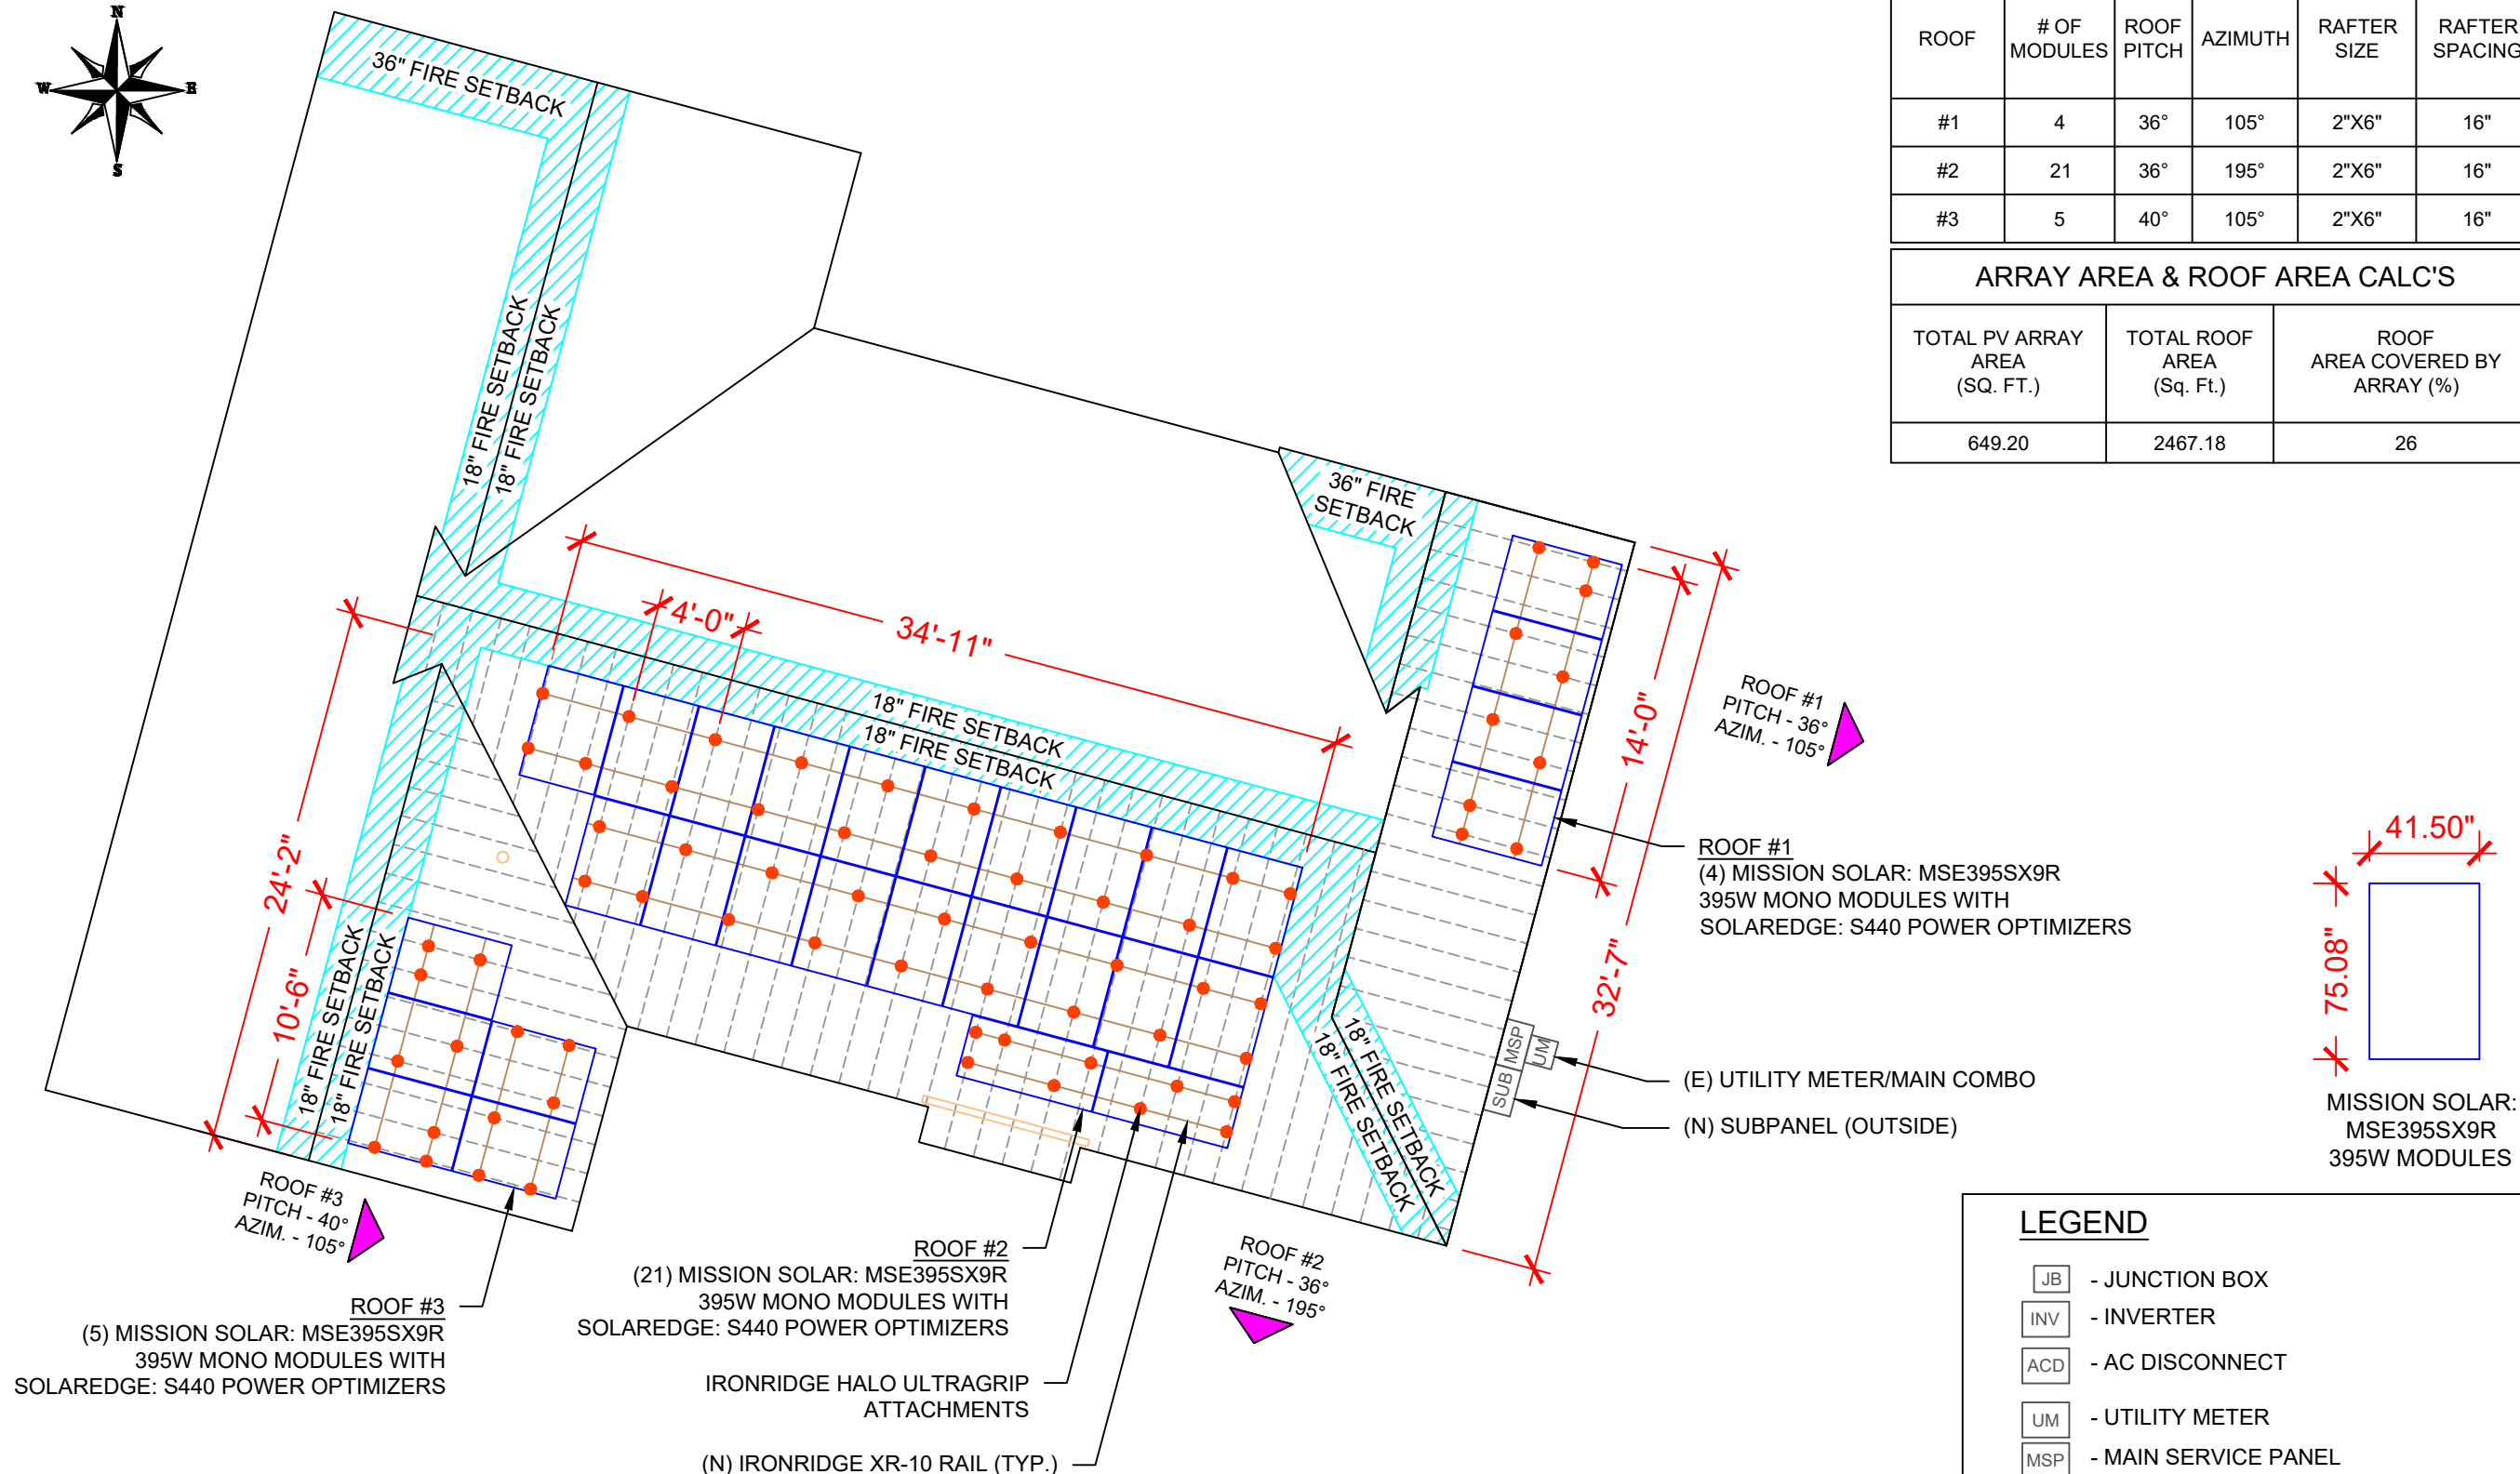 N
W
E
S
36" FIRE SETBACK
18" FIRE SETBACK
18" FIRE SETBACK
36" FIRE
SETBACK
34'-11"
4'-0"
18" FIRE SETBACK
18" FIRE SETBACK
24'-2"
10'-6"
18" FIRE SETBACK
18" FIRE SETBACK
14'-0"
32'-7"
18" FIRE SETBACK
18" FIRE SETBACK
ROOF #1
PITCH - 36°
AZIM. - 105°
ROOF #1
(4) MISSION SOLAR: MSE395SX9R
395W MONO MODULES WITH
SOLAREDGE: S440 POWER OPTIMIZERS
MSP
UM
SUB
(E) UTILITY METER/MAIN COMBO
(N) SUBPANEL (OUTSIDE)
ROOF #3
PITCH - 40°
AZIM. - 105°
ROOF #2
PITCH - 36°
AZIM. - 195°
ROOF #3
(5) MISSION SOLAR: MSE395SX9R
395W MONO MODULES WITH
SOLAREDGE: S440 POWER OPTIMIZERS
ROOF #2
(21) MISSION SOLAR: MSE395SX9R
395W MONO MODULES WITH
SOLAREDGE: S440 POWER OPTIMIZERS
IRONRIDGE HALO ULTRAGRIP
ATTACHMENTS
(N) IRONRIDGE XR-10 RAIL (TYP.)
ROOF # OF MODULES ROOF PITCH AZIMUTH RAFTER SIZE RAFTER SPACING
#1 4 36° 105° 2"X6" 16"
#2 21 36° 195° 2"X6" 16"
#3 5 40° 105° 2"X6" 16"
ARRAY AREA & ROOF AREA CALC'S
TOTAL PV ARRAY AREA (SQ. FT.) TOTAL ROOF AREA (Sq. Ft.) ROOF AREA COVERED BY ARRAY (%)
649.20 2467.18 26
41.50"
75.08"
MISSION SOLAR:
MSE395SX9R
395W MODULES
LEGEND
JB - JUNCTION BOX
INV - INVERTER
ACD - AC DISCONNECT
UM - UTILITY METER
MSP - MAIN SERVICE PANEL